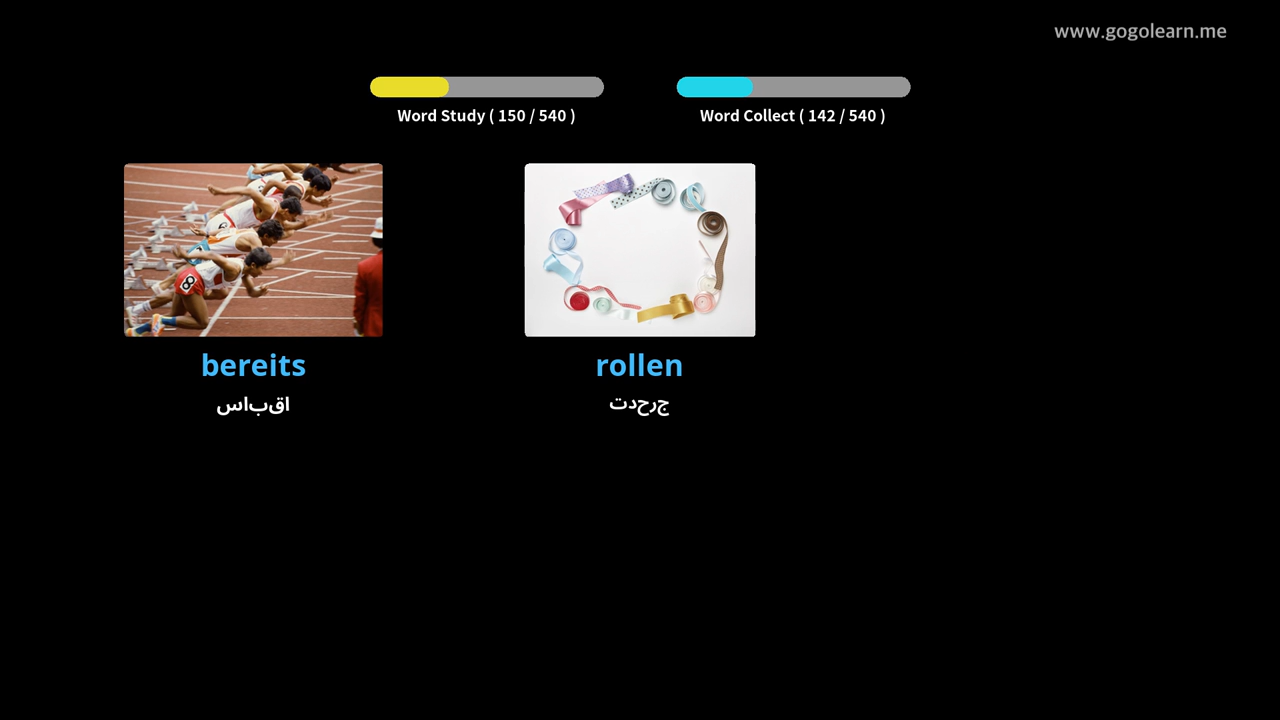 www.gogolearn.me
Word Study ( 150 / 540 )
Word Collect ( 142 / 540 )
bereits
اقباس
rollen
جرحدت